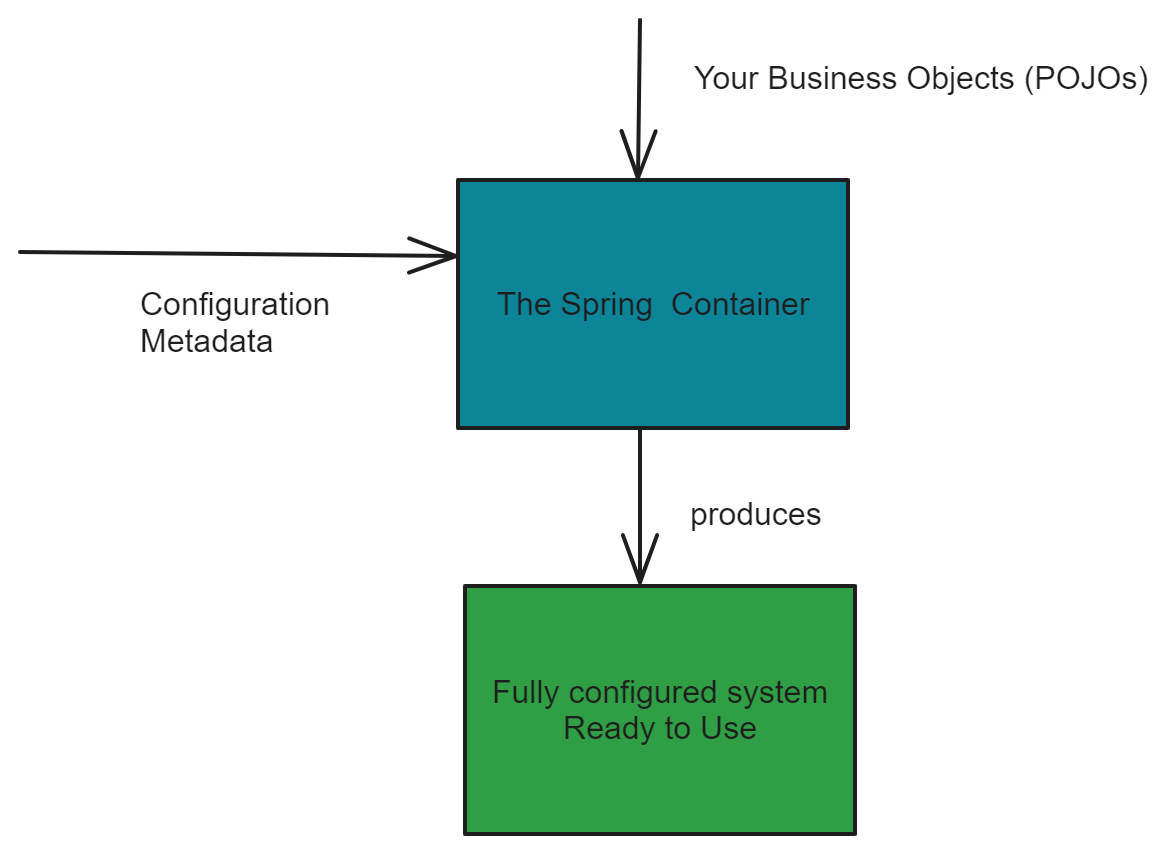 Your Business Objects (POJOs)
Configuration
Metadata
The Spring  Container
produces
Fully configured system
Ready to Use